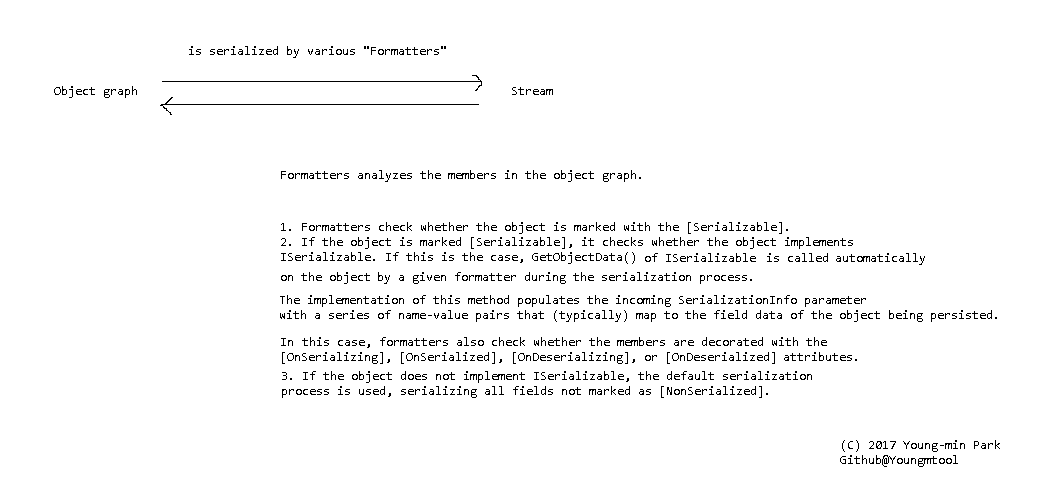 is serialized by various "Formatters"
Object graph
Stream
Formatters analyzes the members in the object graph.
1. Formatters check whether the object is marked with the [Serializable].
2. If the object is marked [Serializable], it checks whether the object implements
ISerializable. If this is the case, GetObjectData() of ISerializable is called automatically
on the object by a given formatter during the serialization process.
The implementation of this method populates the incoming SerializationInfo parameter
with a series of name-value pairs that (typically) map to the field data of the object being persisted.
In this case, formatters also check whether the members are decorated with the
[OnSerializing], [OnSerialized], [OnDeserializing], or [OnDeserialized] attributes.
3. If the object does not implement ISerializable, the default serialization
process is used, serializing all fields not marked as [NonSerialized].
(C) 2017 Young-min Park
Github@Youngmtool